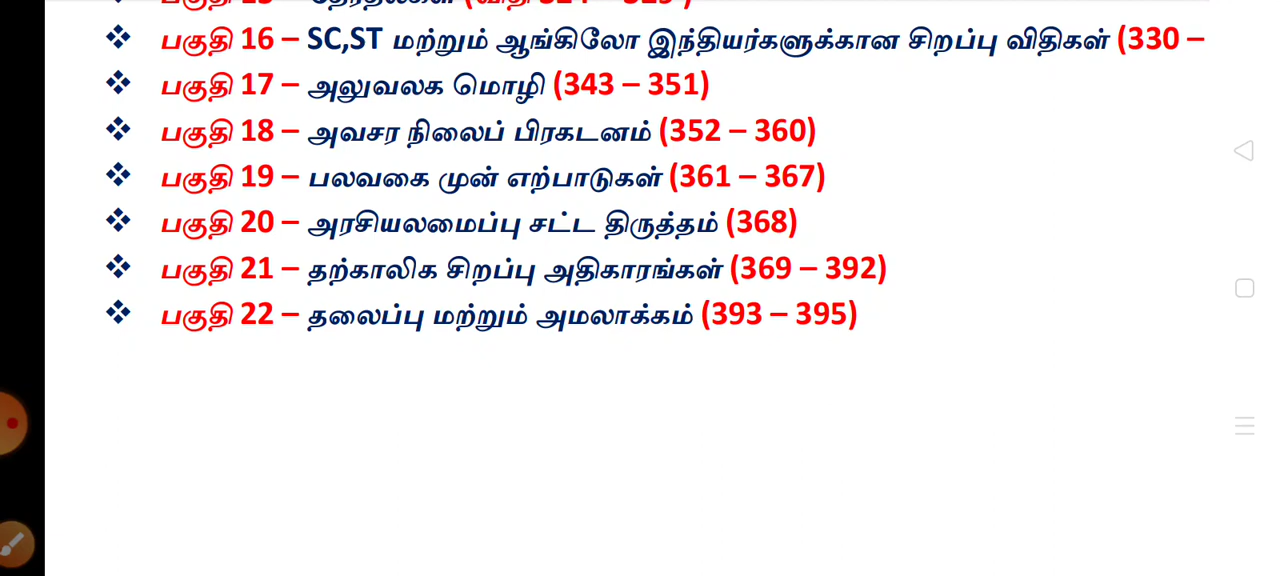 ❖ பகுதி 16 – SC,ST மற்றும் ஆங்கிலோ இந்தியர்களுக்கான சிறப்பு விதிகள் (330 –
❖ பகுதி 17 – அலுவலக மொழி (343 – 351)
❖ பகுதி 18 – அவசர நிலைப் பிரகடனம் (352 – 360)
❖ பகுதி 19 – பலவகை முன் எற்பாடுகள் (361 – 367)
❖ பகுதி 20 – அரசியலமைப்பு சட்ட திருத்தம் (368)
❖ பகுதி 21 – தற்காலிக சிறப்பு அதிகாரங்கள் (369 – 392)
❖ பகுதி 22 – தலைப்பு மற்றும் அமலாக்கம் (393 – 395)